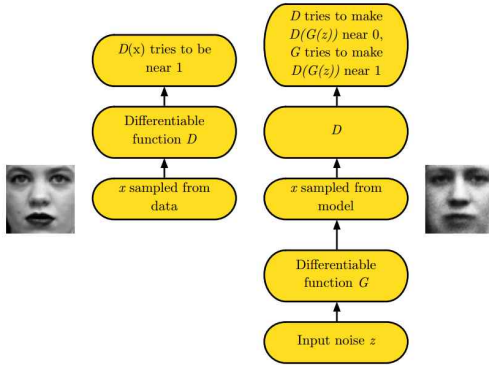 D(x) tries to be
near 1
Differentiable
function D
x sampled from
data
D tries to make
D(G(z)) near 0,
G tries to make
D(G(z)) near 1
D
x sampled from
model
Differentiable
function G
Input noise z